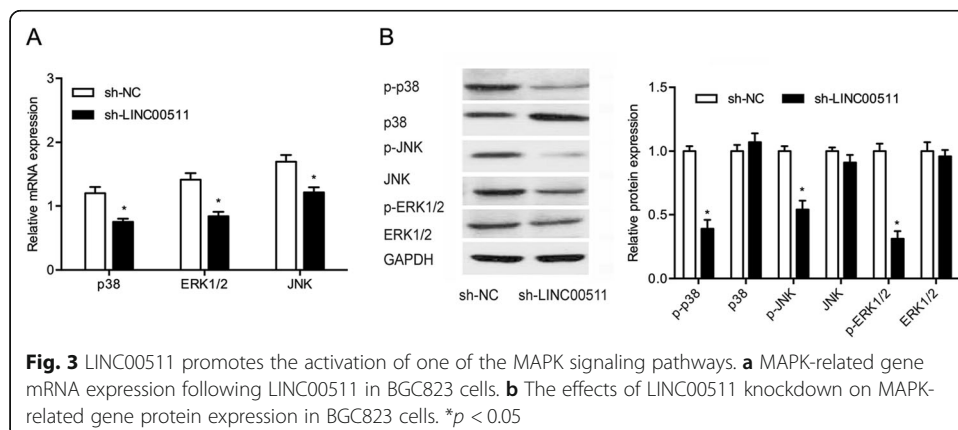 A
3
2
1
0
Relative mRNA expression
sh-NC
sh-LINC00511
*
*
*
p38
ERK1/2
JNK
B
p-p38
p38
p-JNK
JNK
p-ERK1/2
ERK1/2
GAPDH
sh-NC
sh-LINC00511
1.5
1.0
0.5
0.0
Relative protein expression
sh-NC
sh-LINC00511
*
*
*
p-p38
p38
p-JNK
JNK
p-ERK1/2
ERK1/2
Fig. 3 LINC00511 promotes the activation of one of the MAPK signaling pathways. a MAPK-related gene
mRNA expression following LINC00511 in BGC823 cells. b The effects of LINC00511 knockdown on MAPK-
related gene protein expression in BGC823 cells. *p < 0.05